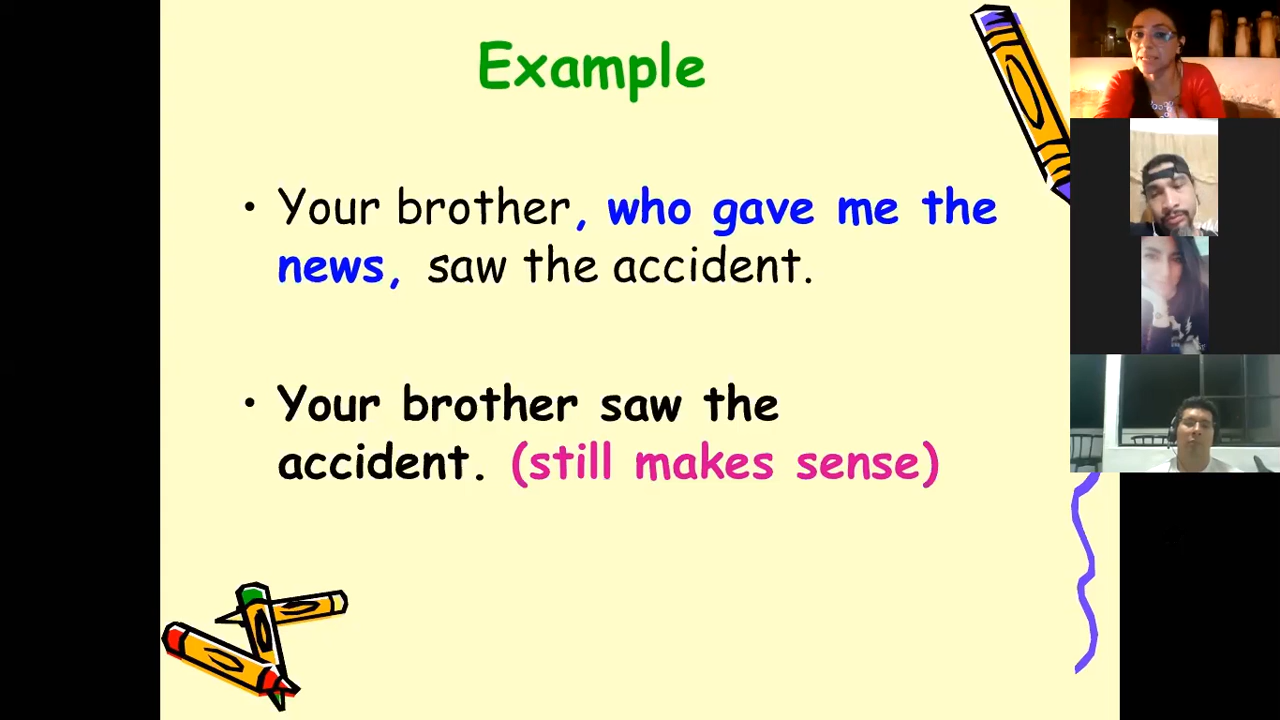 Example
• Your brother, who gave me the
news, saw the accident.
• Your brother saw the
accident. (still makes sense)